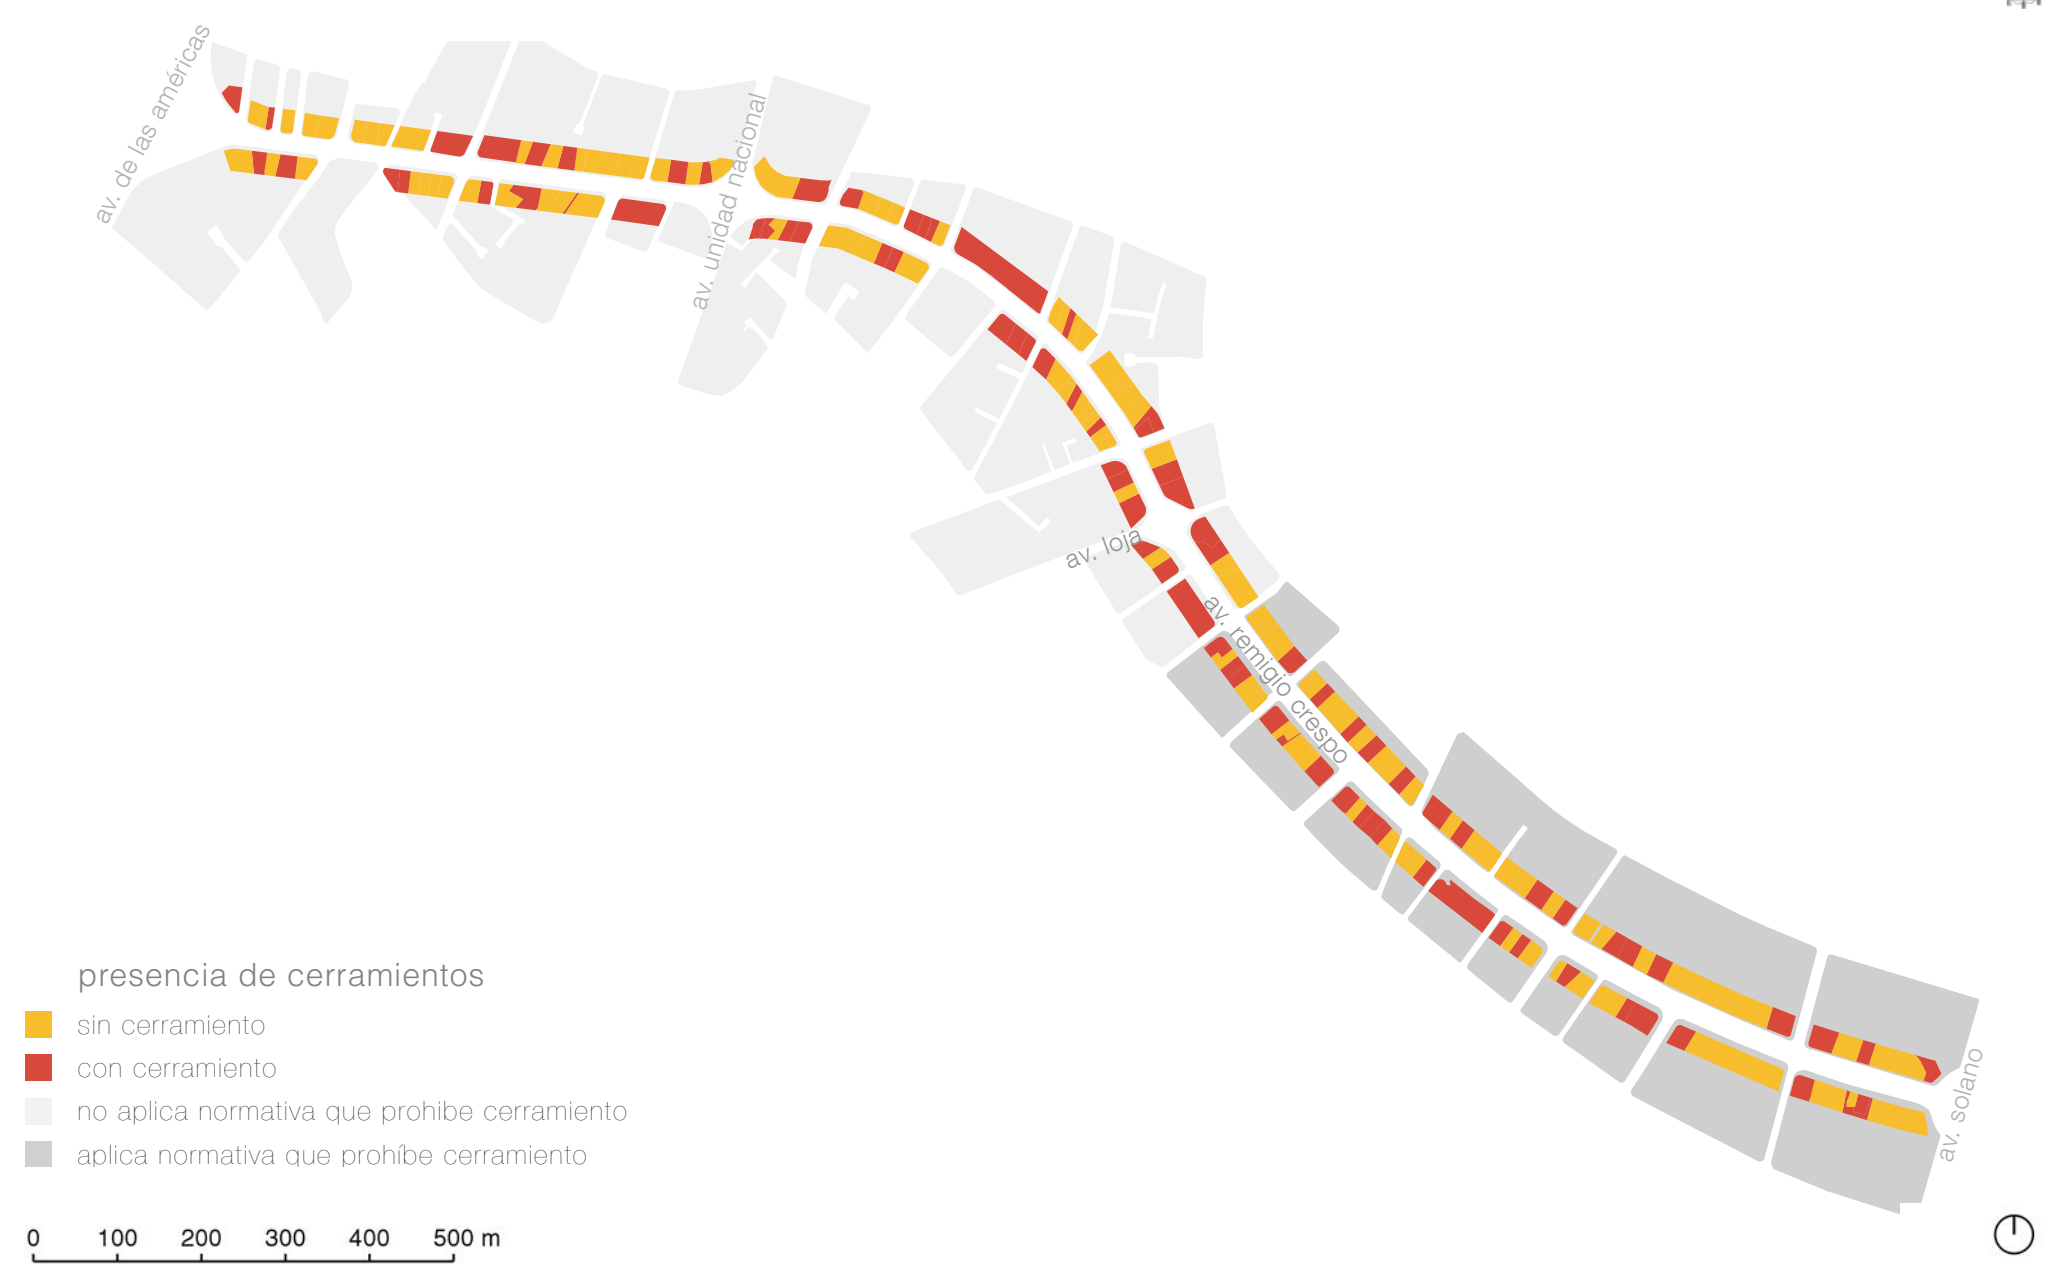 av. de las américas
av. unidad nacional
av. loja
av. remigio crespo
av. solano
presencia de cerramientos
sin cerramiento
con cerramiento
no aplica normativa que prohibe cerramiento
aplica normativa que prohíbe cerramiento
0 100 200 300 400 500 m